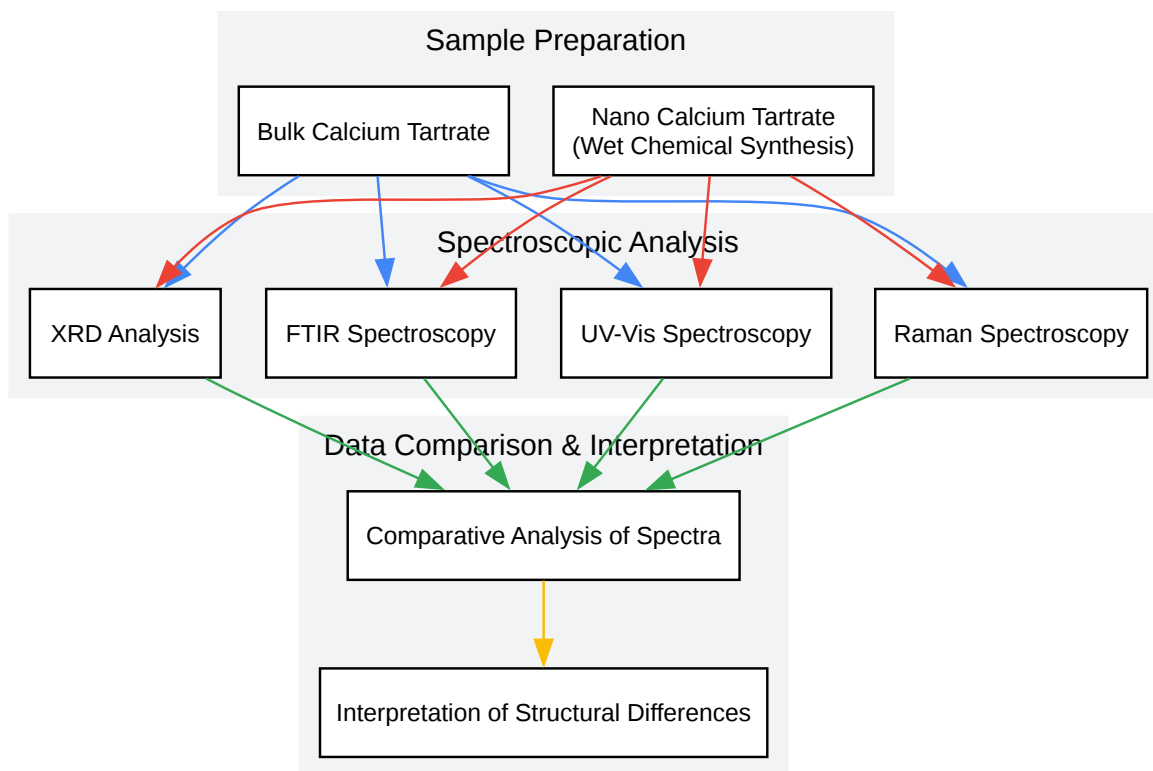 Sample Preparation
Bulk Calcium Tartrate
Nano Calcium Tartrate
(Wet Chemical Synthesis)
Spectroscopic Analysis
XRD Analysis
FTIR Spectroscopy
UV-Vis Spectroscopy
Raman Spectroscopy
Data Comparison & Interpretation
Comparative Analysis of Spectra
Interpretation of Structural Differences